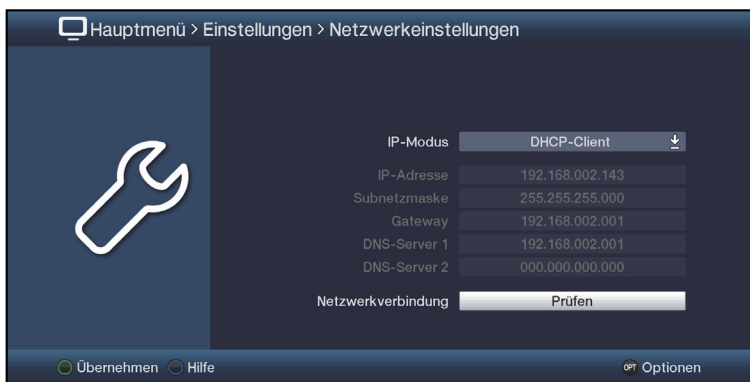 Hauptmenü > Einstellungen > Netzwerkeinstellungen
IP-Modus DHCP-Client
IP-Adresse 192.168.002.143
Subnetzmaske 255.255.255.000
Gateway 192.168.002.001
DNS-Server 1 192.168.002.001
DNS-Server 2 000.000.000.000
Netzwerkverbindung Prüfen
Übernehmen Hilfe OPT Optionen